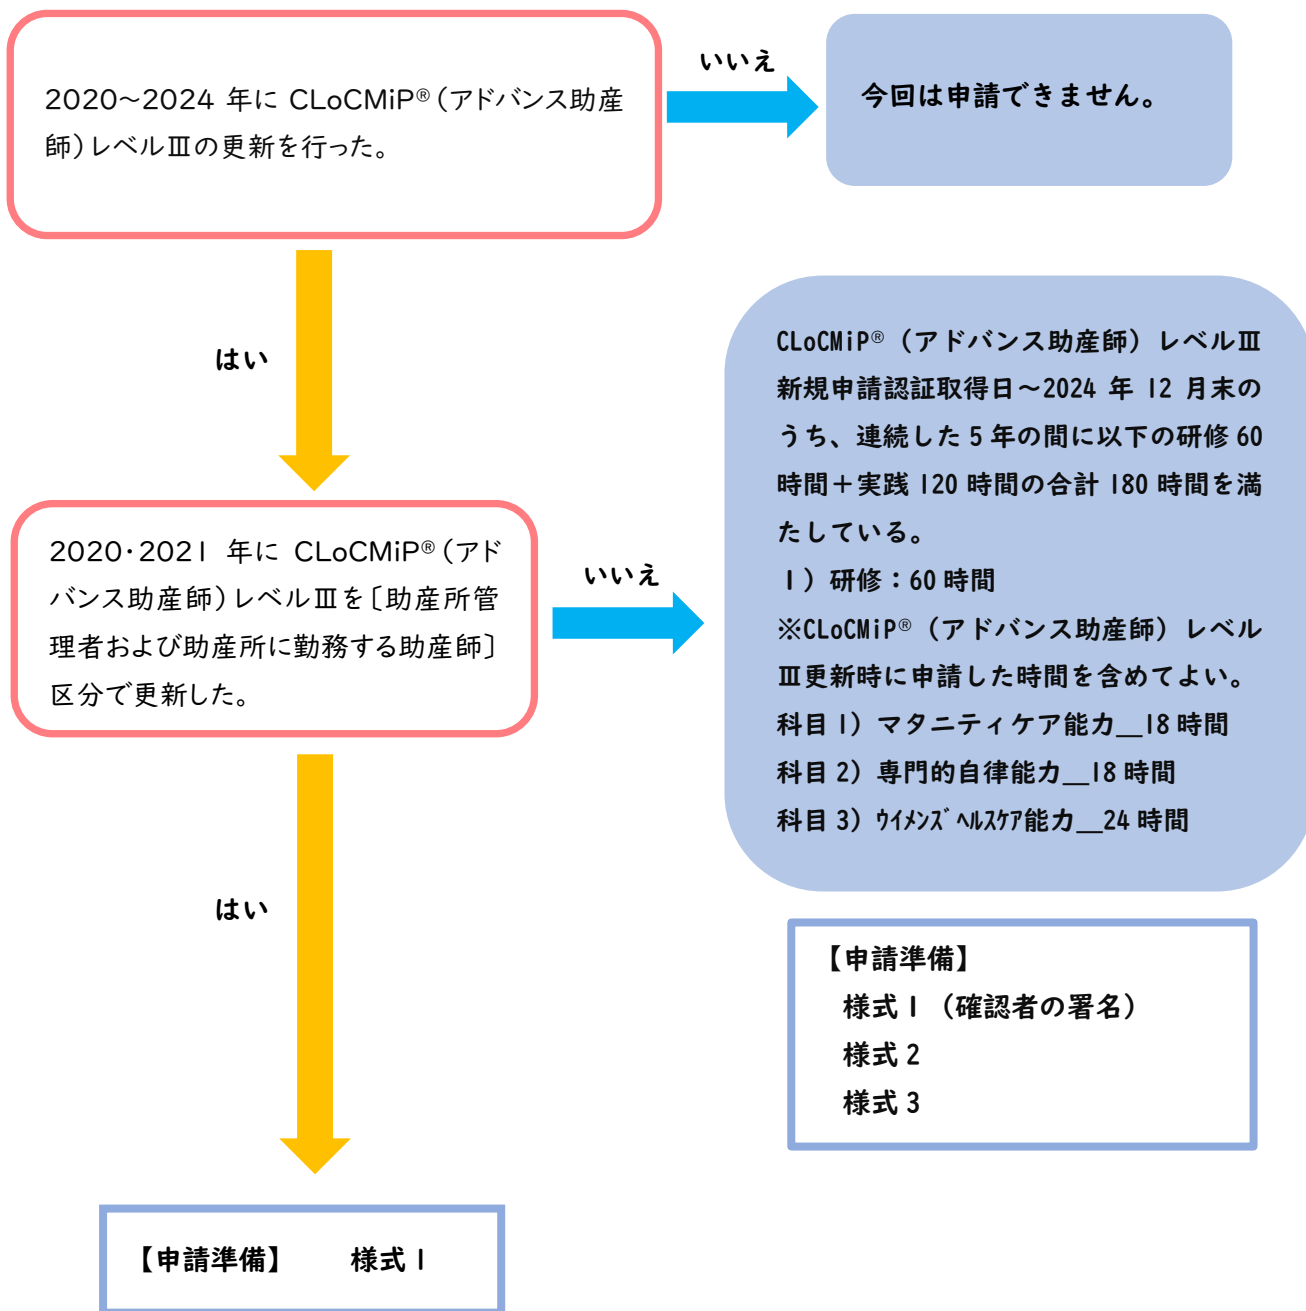 2020～2024 年に CLoCMiP®（アドバンス助産
師）レベルⅢの更新を行った。
いいえ
今回は申請できません。
はい
2020・2021 年に CLoCMiP®（アド
バンス助産師）レベルⅢを〔助産所管
理者および助産所に勤務する助産師〕
区分で更新した。
いいえ
CLoCMiP®（アドバンス助産師）レベルⅢ
新規申請認証取得日～2024 年 12 月末の
うち、連続した 5 年の間に以下の研修 60
時間＋実践 120 時間の合計 180 時間を満
たしている。
1）研修：60 時間
※CLoCMiP®（アドバンス助産師）レベル
Ⅲ更新時に申請した時間を含めてよい。
科目 1）マタニティケア能力__18 時間
科目 2）専門的自律能力__18 時間
科目 3）ｳｲﾒﾝｽﾞﾍﾙｽｹｱ能力__24 時間
はい
【申請準備】
様式 1（確認者の署名）
様式 2
様式 3
【申請準備】　様式 1